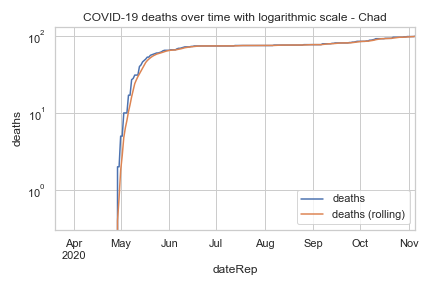 COVID-19 deaths over time with logarithmic scale - Chad
10²
10¹
10⁰
deaths
deaths
deaths (rolling)
Apr
2020
May
Jun
Jul
Aug
Sep
Oct
Nov
dateRep